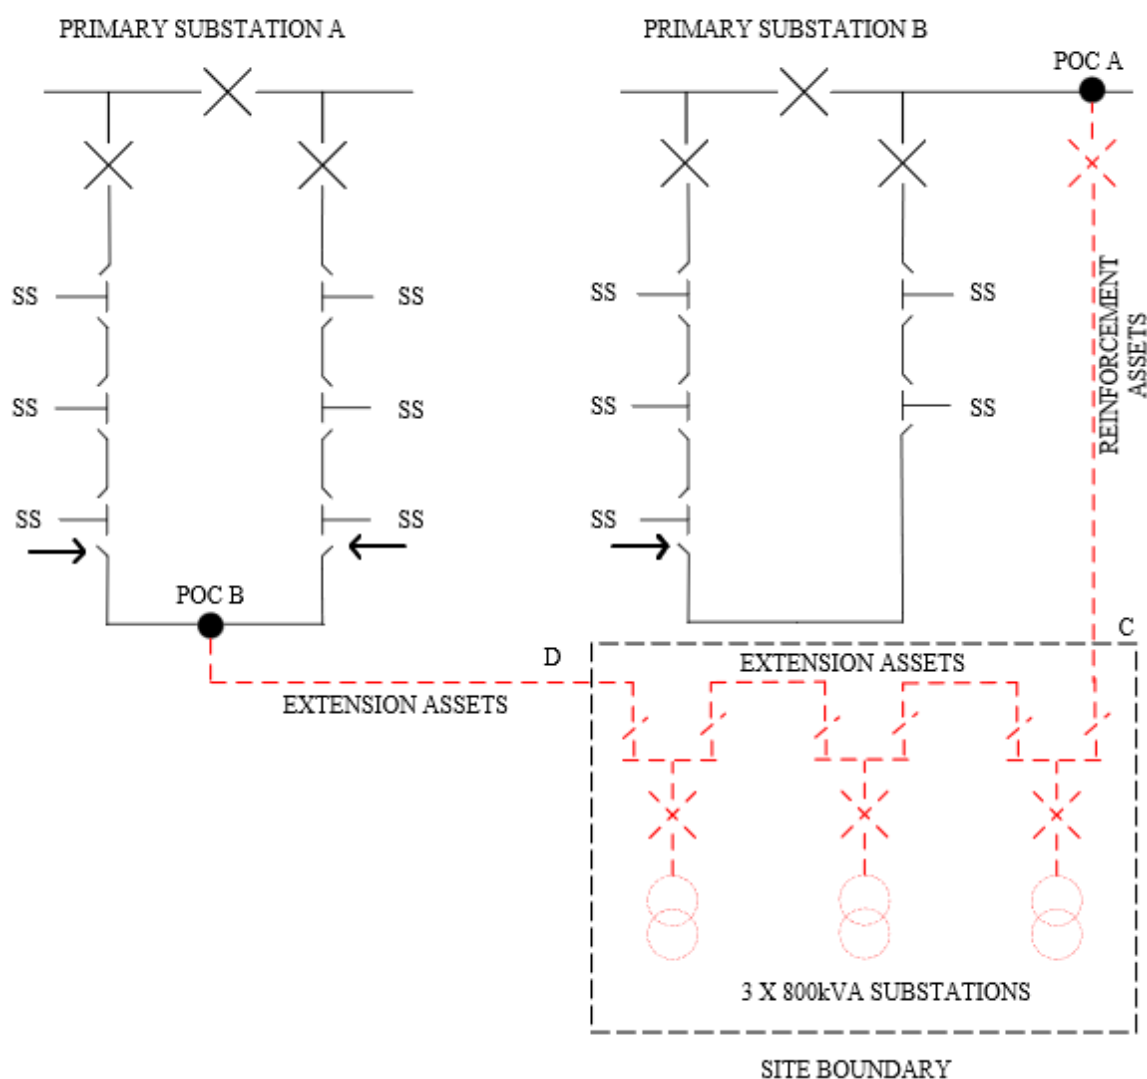 PRIMARY SUBSTATION A
PRIMARY SUBSTATION B
POC A
SS
SS
SS
SS
SS
SS
SS
SS
SS
SS
SS
REINFORCEMENT
ASSETS
POC B
C
D
EXTENSION ASSETS
EXTENSION ASSETS
3 X 800kVA SUBSTATIONS
SITE BOUNDARY